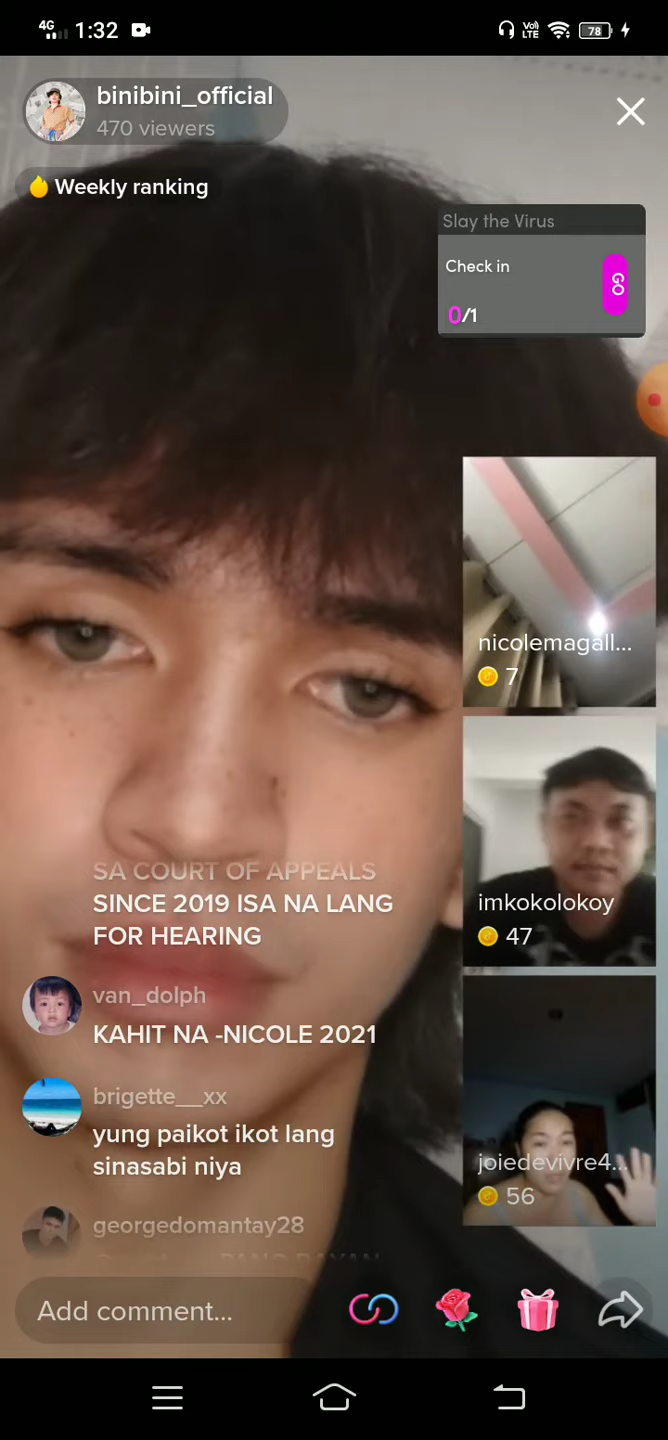 4G 1:32 Vo) LTE 78
binibini_official
470 viewers
Weekly ranking
Slay the Virus
Check in
GO
0/1
nicolemagall...
7
imkokolokoy
47
joiedevivre4...
56
SA COURT OF APPEALS
SINCE 2019 ISA NA LANG
FOR HEARING
van_dolph
KAHIT NA -NICOLE 2021
brigette__xx
yung paikot ikot lang
sinasabi niya
georgedomantay28
Add comment...